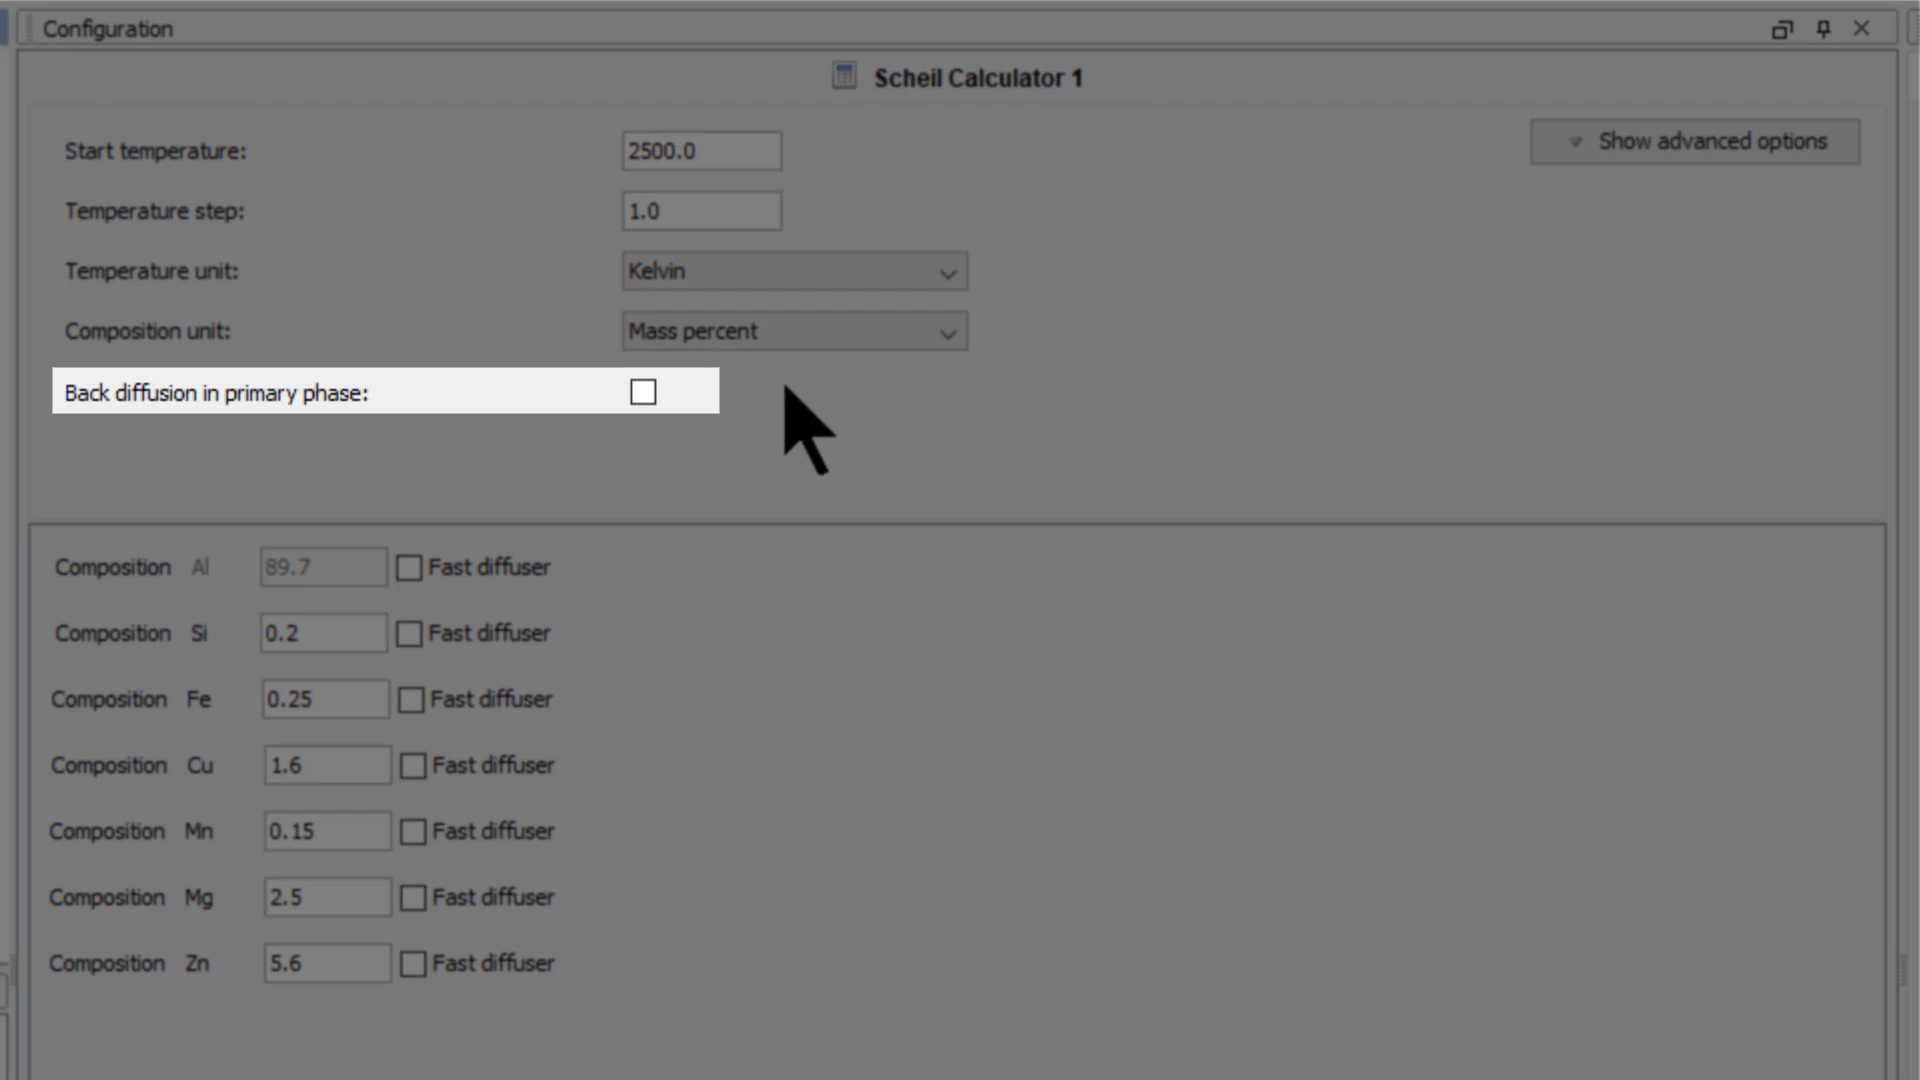 Configuration
Scheil Calculator 1
Start temperature: 2500.0 Show advanced options
Temperature step: 1.0
Temperature unit: Kelvin
Composition unit: Mass percent
Back diffusion in primary phase:
Composition Al 89.7 Fast diffuser
Composition Si 0.2 Fast diffuser
Composition Fe 0.25 Fast diffuser
Composition Cu 1.6 Fast diffuser
Composition Mn 0.15 Fast diffuser
Composition Mg 2.5 Fast diffuser
Composition Zn 5.6 Fast diffuser